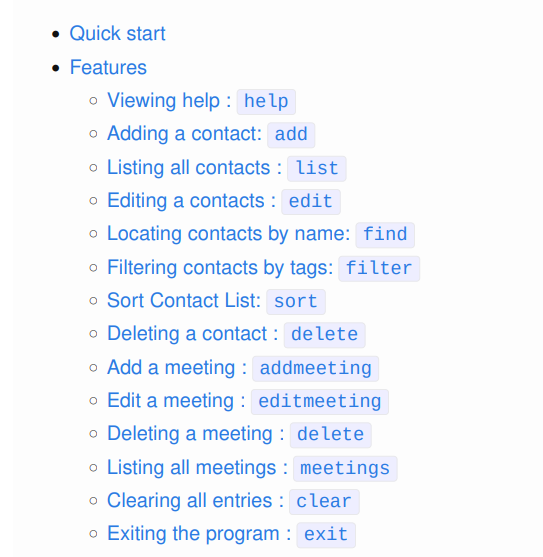 Quick start
Features
Viewing help : help
Adding a contact: add
Listing all contacts : list
Editing a contacts : edit
Locating contacts by name: find
Filtering contacts by tags: filter
Sort Contact List: sort
Deleting a contact : delete
Add a meeting : addmeeting
Edit a meeting : editmeeting
Deleting a meeting : delete
Listing all meetings : meetings
Clearing all entries : clear
Exiting the program : exit